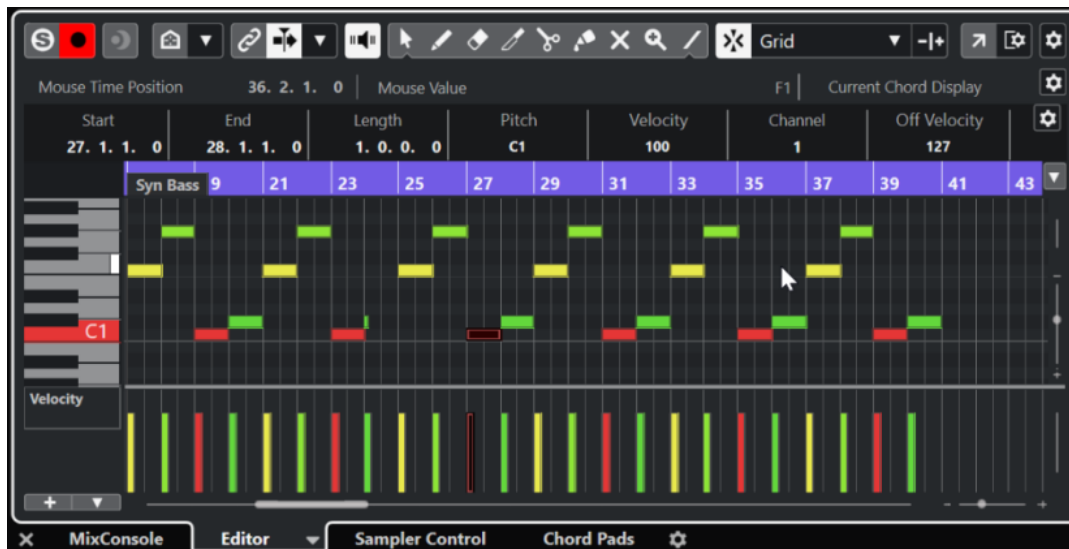 S
Grid
Mouse Time Position 36. 2. 1. 0 Mouse Value F1 Current Chord Display
Start End Length Pitch Velocity Channel Off Velocity
27. 1. 1. 0 28. 1. 1. 0 1. 0. 0. 0 C1 100 1 127
Syn Bass 9 21 23 25 27 29 31 33 35 37 39 41 43
C1
Velocity
MixConsole Editor Sampler Control Chord Pads